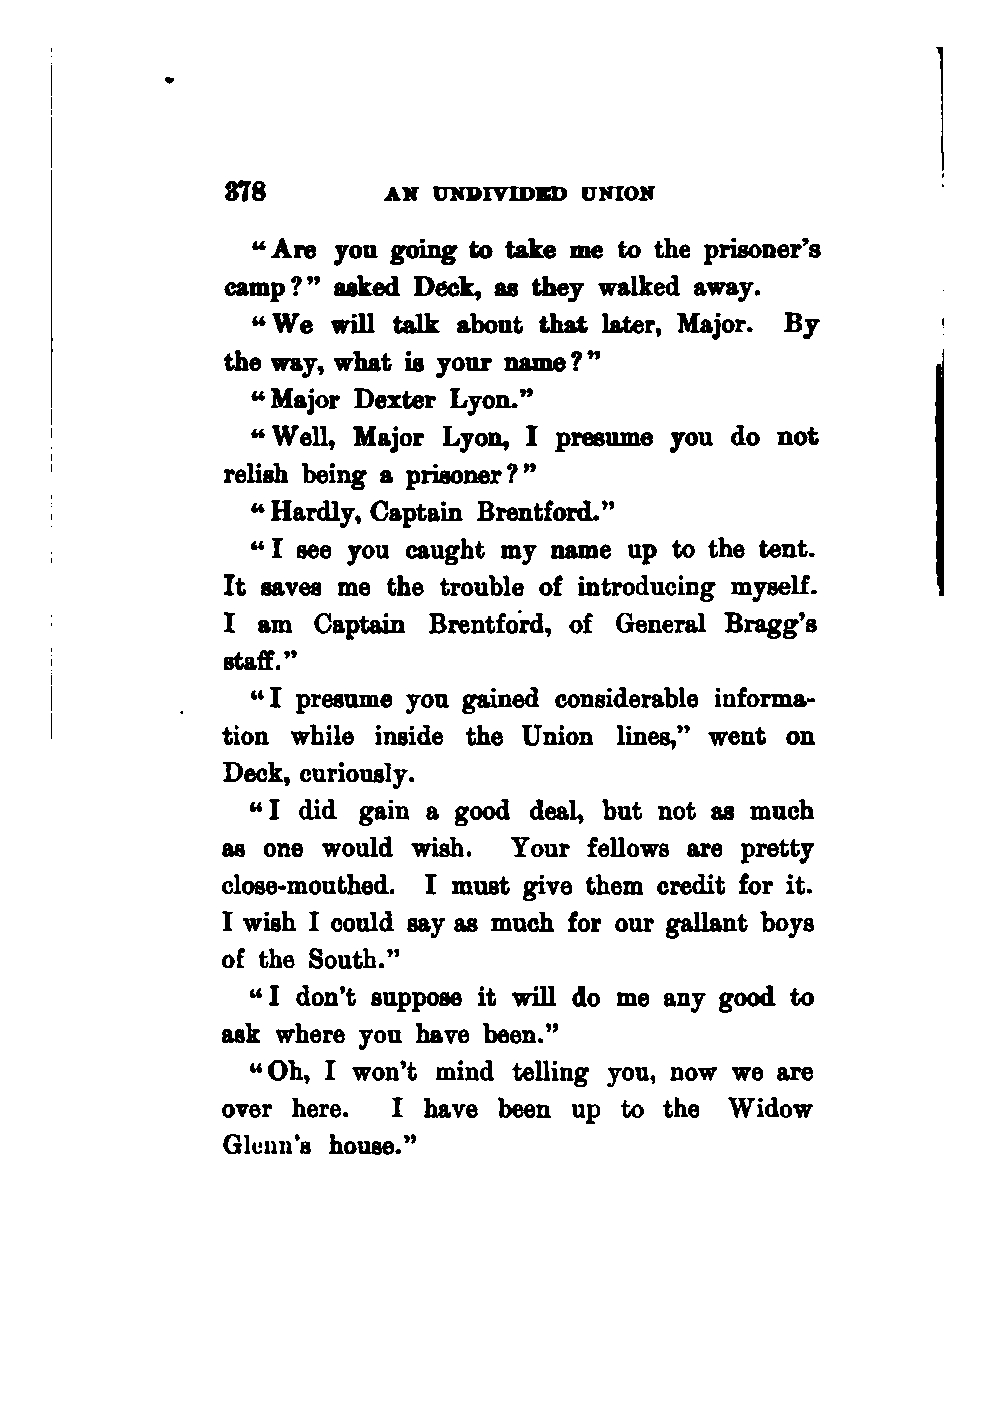 378 AN UNDIVIDED UNION
"Are you going to take me to the prisoner's
camp?" asked Deck, as they walked away.
"We will talk about that later, Major. By
the way, what is your name?"
"Major Dexter Lyon."
"Well, Major Lyon, I presume you do not
relish being a prisoner?"
"Hardly, Captain Brentford."
"I see you caught my name up to the tent.
It saves me the trouble of introducing myself.
I am Captain Brentford, of General Bragg's
staff."
"I presume you gained considerable informa-
tion while inside the Union lines," went on
Deck, curiously.
"I did gain a good deal, but not as much
as one would wish. Your fellows are pretty
close-mouthed. I must give them credit for it.
I wish I could say as much for our gallant boys
of the South."
"I don't suppose it will do me any good to
ask where you have been."
"Oh, I won't mind telling you, now we are
over here. I have been up to the Widow
Glenn's house."